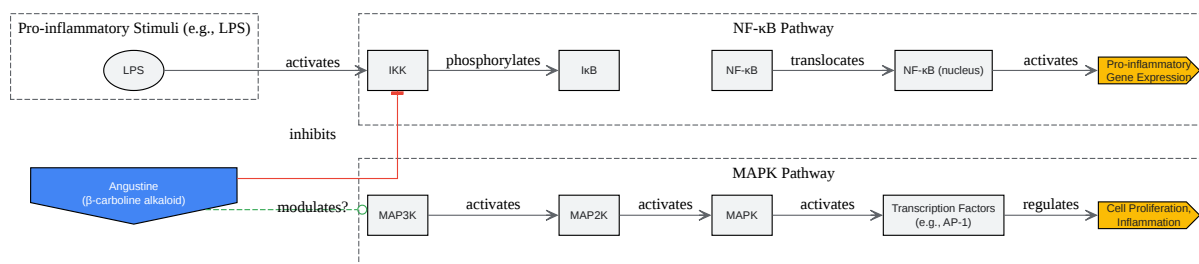 Pro-inflammatory Stimuli (e.g., LPS)
NF-κB Pathway
LPS
activates
IKK
phosphorylates
IκB
NF-κB
translocates
NF-κB (nucleus)
activates
Pro-inflammatory
Gene Expression
inhibits
MAPK Pathway
Angustine
(β-carboline alkaloid)
modulates?
MAP3K
activates
MAP2K
activates
MAPK
activates
Transcription Factors
(e.g., AP-1)
regulates
Cell Proliferation,
Inflammation